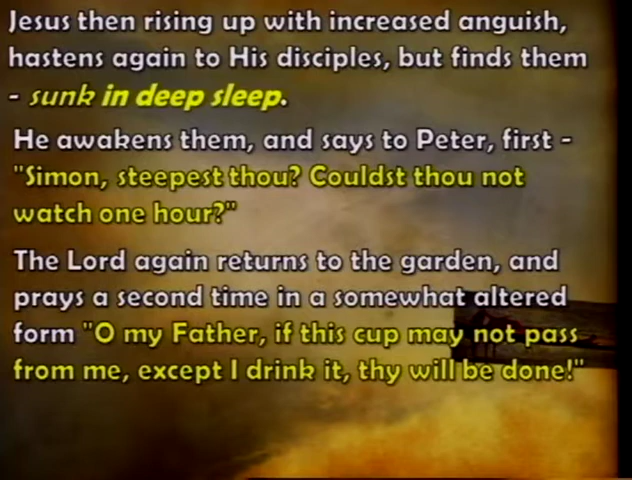 Jesus then rising up with increased anguish,
hastens again to His disciples, but finds them
- sunk in deep sleep.
He awakens them, and says to Peter, first -
"Simon, steepest thou? Couldst thou not
watch one hour?"
The Lord again returns to the garden, and
prays a second time in a somewhat altered
form "O my Father, if this cup may not pass
from me, except I drink it, thy will be done!"